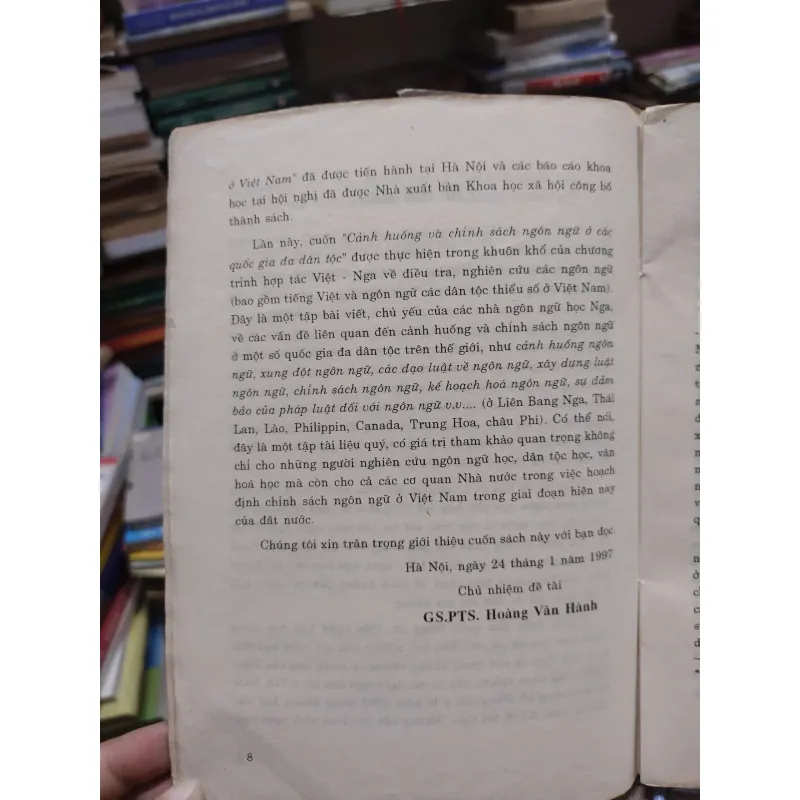 ở Việt Nam" đã được tiến hành tại Hà Nội và các báo cáo khoa
học tại hội nghị đã được Nhà xuất bản Khoa học xã hội công bố
thành sách.
Lần này, cuốn "Cảnh huống và chính sách ngôn ngữ ở các
quốc gia đa dân tộc" được thực hiện trong khuôn khổ của chương
trình hợp tác Việt - Nga về điều tra, nghiên cứu các ngôn ngữ
(bao gồm tiếng Việt và ngôn ngữ các dân tộc thiểu số ở Việt Nam).
Đây là một tập bài viết, chủ yếu của các nhà ngôn ngữ học Nga,
về các vấn đề liên quan đến cảnh huống và chính sách ngôn ngữ
ở một số quốc gia đa dân tộc trên thế giới, như cảnh huống ngôn
ngữ, xung đột ngôn ngữ, các đạo luật về ngôn ngữ, xây dựng luật
ngôn ngữ, chính sách ngôn ngữ, kế hoạch hoá ngôn ngữ, sự đảm
bảo của pháp luật đối với ngôn ngữ v.v.... (ở Liên Bang Nga, Thái
Lan, Lào, Philippin, Canada, Trung Hoa, châu Phi). Có thể nói,
đây là một tập tài liệu quý, có giá trị tham khảo quan trọng không
chỉ cho những người nghiên cứu ngôn ngữ học, dân tộc học, văn
hoá học mà còn cho cả các cơ quan Nhà nước trong việc hoạch
định chính sách ngôn ngữ ở Việt Nam trong giai đoạn hiện nay
của đất nước.
Chúng tôi xin trân trọng giới thiệu cuốn sách này với bạn đọc.
Hà Nội, ngày 24 tháng 1 năm 1997
Chủ nhiệm đề tài
GS.PTS. Hoàng Văn Hành
8